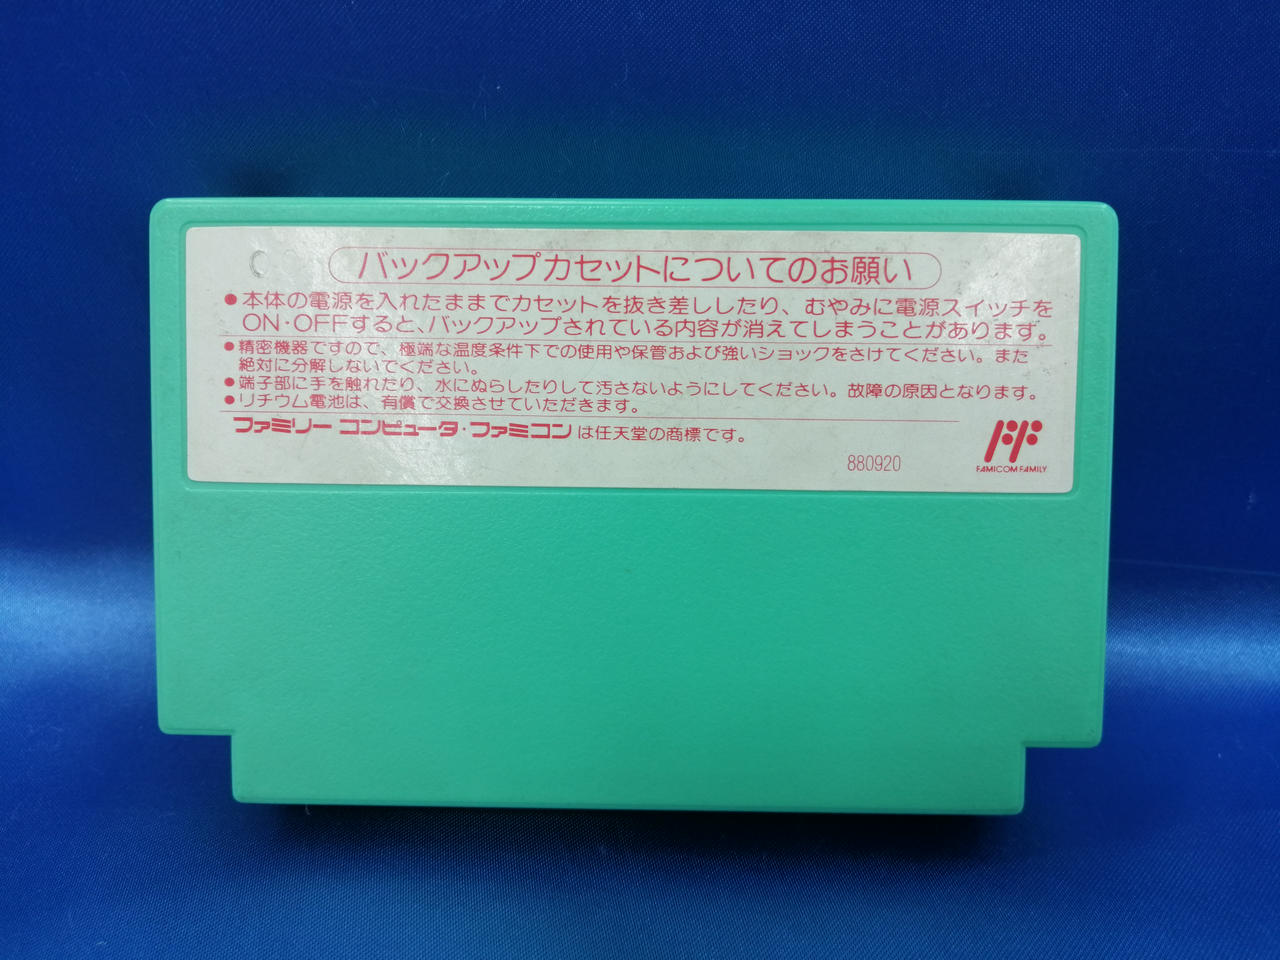 バックアップカセットについてのお願い
●本体の電源を入れたままでカセットを抜き差ししたり、むやみに電源スイッチを
ON・OFFすると、バックアップされている内容が消えてしまうことがあります。
●精密機器ですので、極端な温度条件下での使用や保管および強いショックをさけてください。また
絶対に分解しないでください。
●端子部に手を触れたり、水にぬらしたりして汚さないようにしてください。故障の原因となります。
●リチウム電池は、有償で交換させていただきます。
ファミリー コンピュータ・ファミコンは任天堂の商標です。
880920
FAMICOM FAMILY